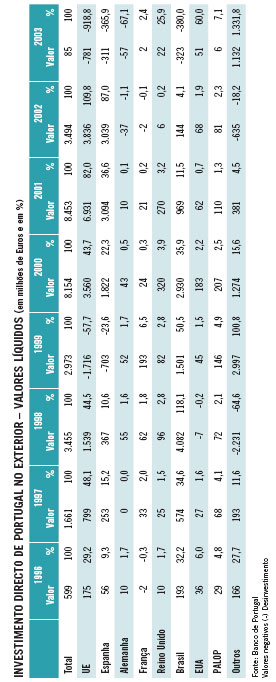 INVESTIMENTO DIRECTO DE PORTUGAL NO EXTERIOR – VALORES LÍQUIDOS (em milhões de Euros e em %)
1996 1997 1998 1999 2000 2001 2002 2003
Valor % Valor % Valor % Valor % Valor % Valor % Valor % Valor %
Total 599 100 1.661 100 3.455 100 2.973 100 8.154 100 8.453 100 3.494 100 85 100
UE 175 29,2 799 48,1 1.539 44,5 -1.716 -57,7 3.560 43,7 6.931 82,0 3.836 109,8 -781 -918,8
Espanha 56 9,3 253 15,2 367 10,6 -703 -23,6 1.822 22,3 3.094 36,6 3.039 87,0 -311 -365,9
Alemanha 10 1,7 0 0,0 55 1,6 52 1,7 43 0,5 10 0,1 -37 -1,1 -57 -67,1
França -2 -0,3 33 2,0 62 1,8 193 6,5 24 0,3 21 0,2 -2 -0,1 2 2,4
Reino Unido 10 1,7 25 1,5 96 2,8 82 2,8 320 3,9 270 3,2 6 0,2 22 25,9
Brasil 193 32,2 574 34,6 4.082 118,1 1.501 50,5 2.930 35,9 969 11,5 144 4,1 -323 -380,0
EUA 36 6,0 27 1,6 -7 -0,2 45 1,5 183 2,2 62 0,7 68 1,9 51 60,0
PALOP 29 4,8 68 4,1 72 2,1 146 4,9 207 2,5 110 1,3 81 2,3 6 7,1
Outros 166 27,7 193 11,6 -2.231 -64,6 2.997 100,8 1.274 15,6 381 4,5 -635 -18,2 1.132 1.331,8
Fonte: Banco de Portugal
Valores negativos (-) Desinvestimento